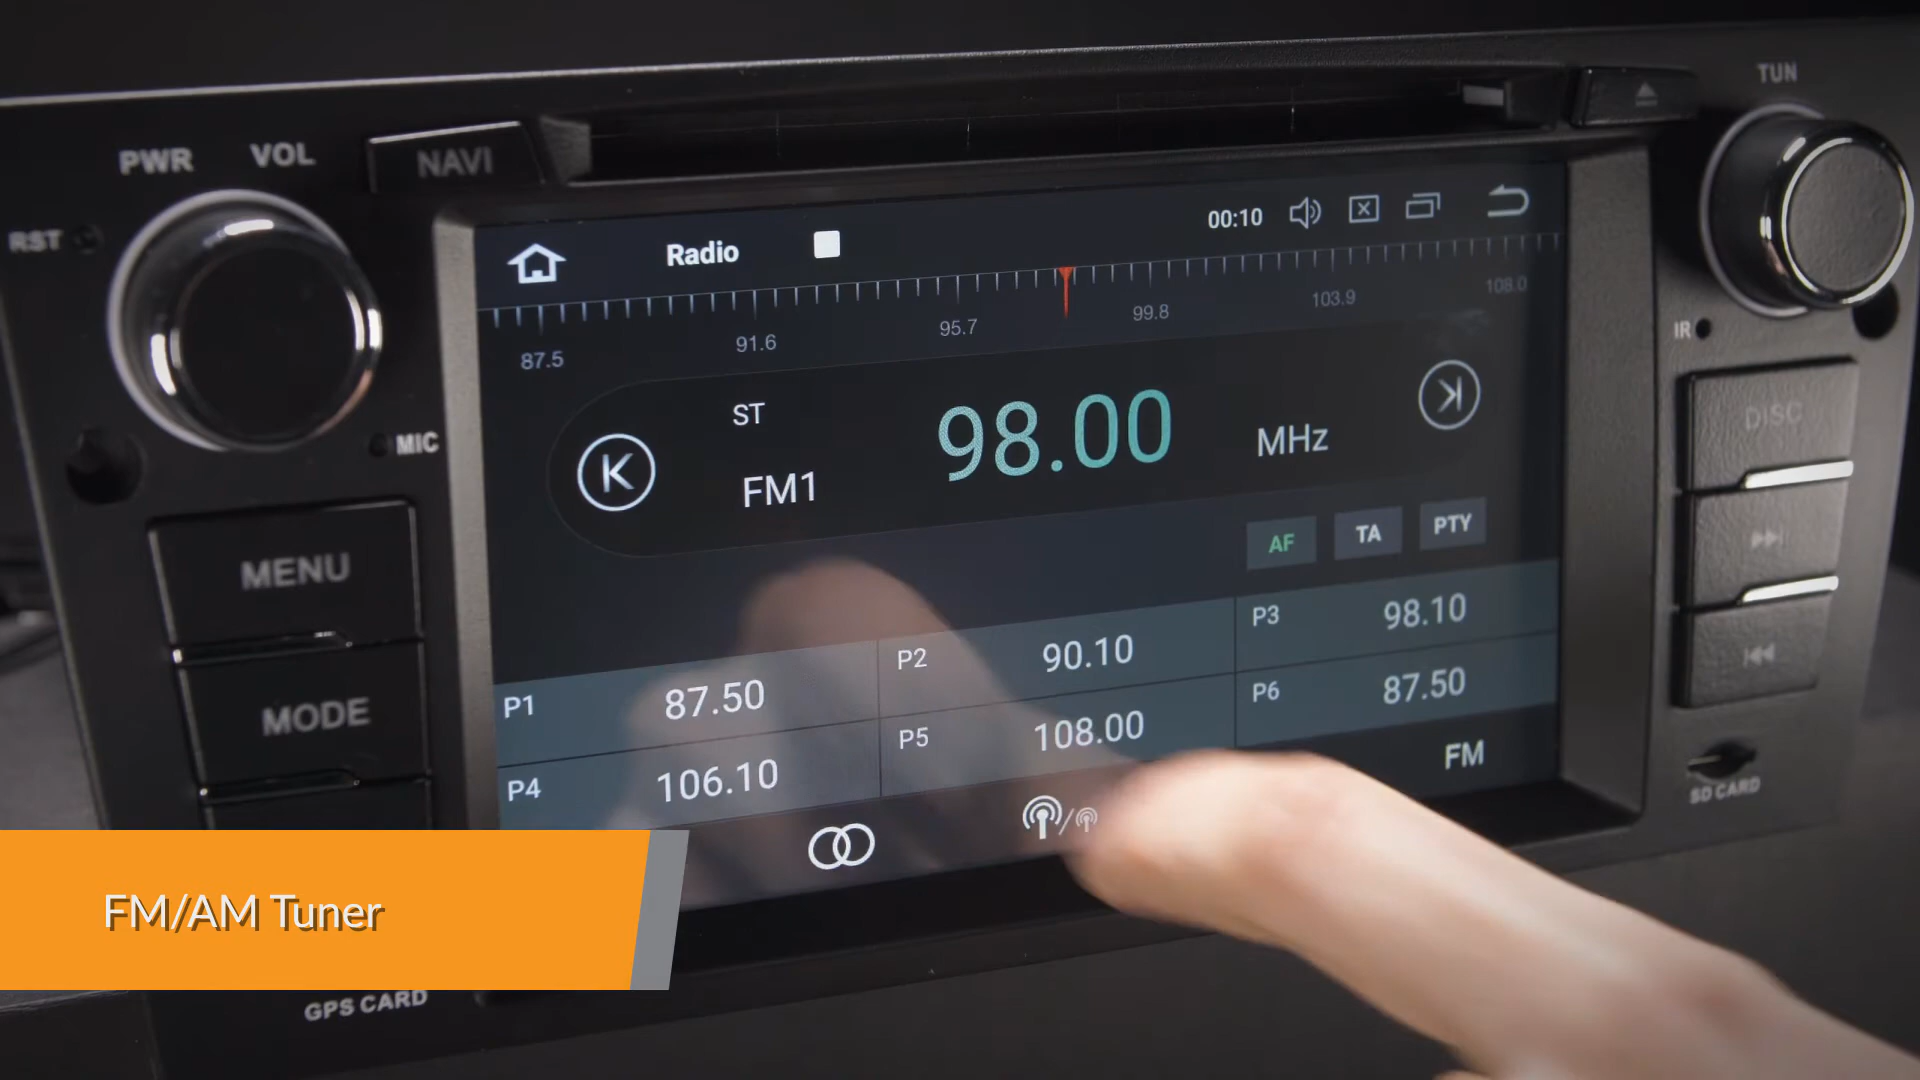 TUN
PWR
VOL
NAVI
RST
Radio
00:10
87.5
91.6
95.7
99.8
103.9
108.0
IR
ST
98.00
MHz
FM1
MIC
DISC
AF
TA
PTY
MENU
P1 87.50
P2 90.10
P3 98.10
MODE
P4 106.10
P5 108.00
P6 87.50
FM
SD CARD
FM/AM Tuner
GPS CARD